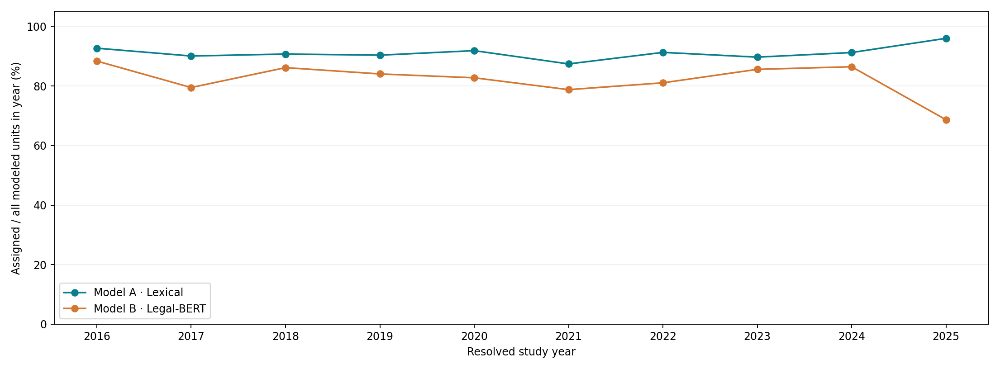 Assigned / all modeled units in year (%)
100
80
60
40
20
0
Model A · Lexical
Model B · Legal-BERT
2016 2017 2018 2019 2020 2021 2022 2023 2024 2025
Resolved study year